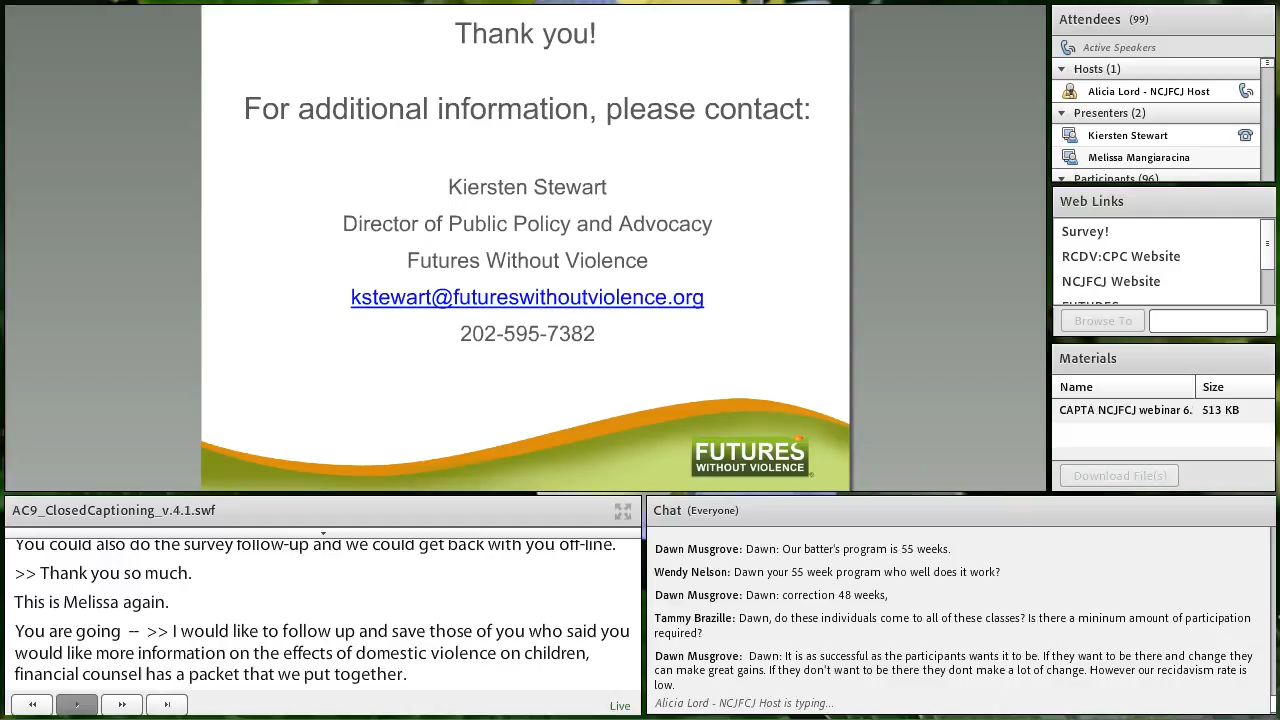 Thank you!
For additional information, please contact:
Kiersten Stewart
Director of Public Policy and Advocacy
Futures Without Violence
kstewart@futureswithoutviolence.org
202-595-7382
FUTURES
WITHOUT VIOLENCE
Attendees (99)
Active Speakers
Hosts (1)
Alicia Lord - NCJFCJ Host
Presenters (2)
Kiersten Stewart
Melissa Mangiaracina
Participants (96)
Web Links
Survey!
RCDV:CPC Website
NCJFCJ Website
FUTURES
Browse To
Materials
Name Size
CAPTA NCJFCJ webinar 6. 513 KB
Download File(s)
AC9_ClosedCaptioning_v.4.1.swf
You could also do the survey follow-up and we could get back with you off-line.
>> Thank you so much.
This is Melissa again.
You are going -- >> I would like to follow up and save those of you who said you
would like more information on the effects of domestic violence on children,
financial counsel has a packet that we put together.
Live
Chat (Everyone)
Dawn Musgrove: Dawn: Our batter's program is 55 weeks.
Wendy Nelson: Dawn your 55 week program who well does it work?
Dawn Musgrove: Dawn: correction 48 weeks,
Tammy Brazille: Dawn, do these individuals come to all of these classes? Is there a mininum amount of participation
required?
Dawn Musgrove: Dawn: It is as successful as the participants wants it to be. If they want to be there and change they
can make great gains. If they don't want to be there they dont make a lot of change. However our recidavism rate is
low.
Alicia Lord - NCJFCJ Host is typing...